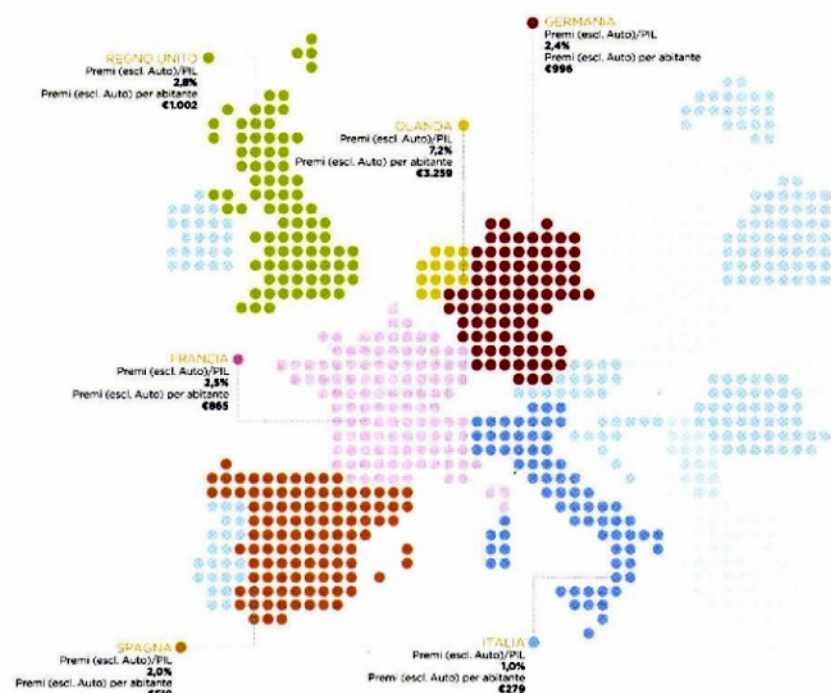 GERMANIA
Premi (escl. Auto)/PIL
2,4%
Premi (escl. Auto) per abitante
€996
REGNO UNITO
Premi (escl. Auto)/PIL
2,8%
Premi (escl. Auto) per abitante
€1.002
OLANDA
Premi (escl. Auto)/PIL
7,2%
Premi (escl. Auto) per abitante
€3.259
FRANCIA
Premi (escl. Auto)/PIL
2,5%
Premi (escl. Auto) per abitante
€865
SPAGNA
Premi (escl. Auto)/PIL
2,0%
Premi (escl. Auto) per abitante
ITALIA
Premi (escl. Auto)/PIL
1,0%
Premi (escl. Auto) per abitante
€279